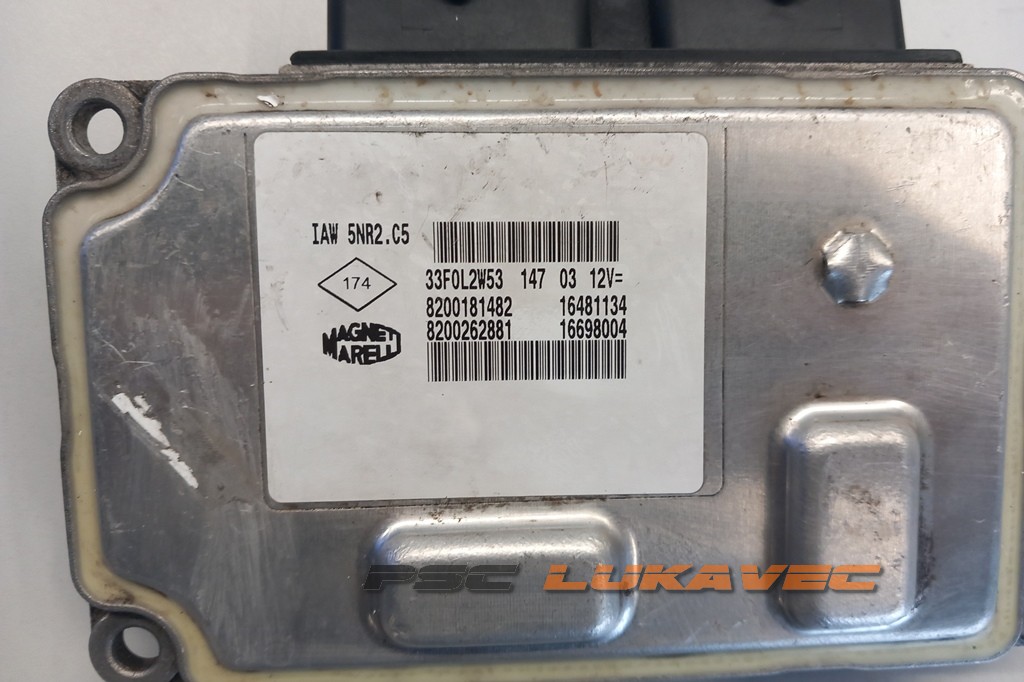 IAW 5NR2.C5
174
33F0L2W53 147 03 12V=
8200181482 16481134
8200262881 16698004
MAGNETI
MARELLI
PSC LUKAVEC